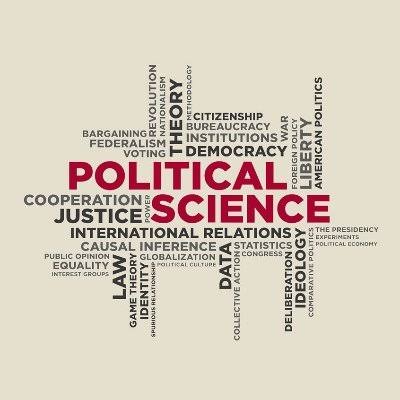 REVOLUTION
NATIONALISM
THEORY
METHODOLOGY
CITIZENSHIP
BUREAUCRACY
INSTITUTIONS
DEMOCRACY
WAR
FOREIGN POLICY
LIBERTY
AMERICAN POLITICS
BARGAINING
FEDERALISM
VOTING
POLITICAL
SCIENCE
COOPERATION
JUSTICE
POWER
INTERNATIONAL RELATIONS
CAUSAL INFERENCE
PUBLIC OPINION
EQUALITY
INTEREST GROUPS
LAW
GAME THEORY
IDENTITY
SPURIOUS RELATIONSHIP
GLOBALIZATION
POLITICAL CULTURE
DATA
COLLECTIVE ACTION
STATISTICS
CONGRESS
DELIBERATION
IDEOLOGY
COMPARATIVE POLITICS
THE PRESIDENCY
EXPERIMENTS
POLITICAL ECONOMY